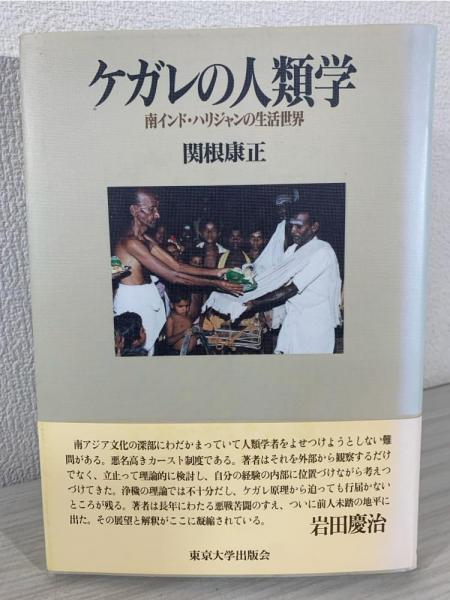 ケガレの人類学
南インド・ハリジャンの生活世界
関根康正
南アジア文化の深部にわだかまっていて人類学者をよせつけようとしない難
問がある。悪名高きカースト制度である。著者はそれを外部から観察するだけ
でなく、立止って理論的に検討し、自分の経験の内部に位置づけながら考えつ
づけてきた。浄穢の理論では不十分だし、ケガレ原理から迫っても行届かない
ところが残る。著者は長年にわたる悪戦苦闘のすえ、ついに前人未踏の地平に
出た。その展望と解釈がここに凝縮されている。
岩田慶治
東京大学出版会